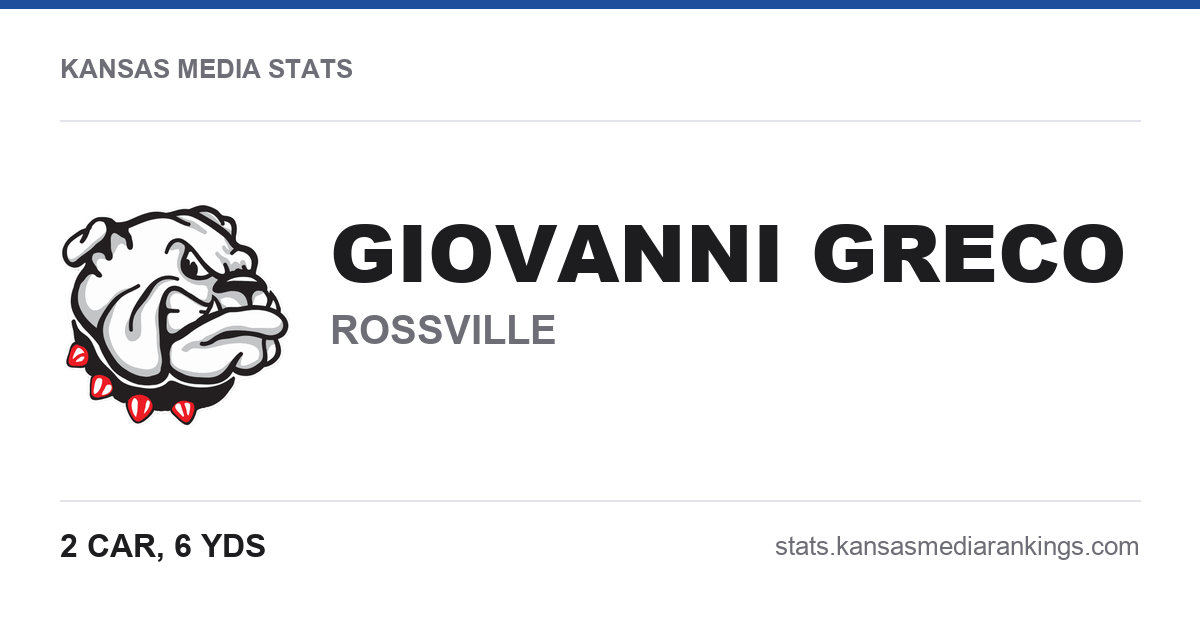 KANSAS MEDIA STATS
GIOVANNI GRECO
ROSSVILLE
2 CAR, 6 YDS
stats.kansasmediarankings.com